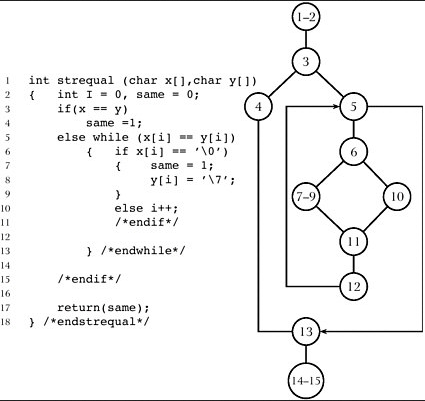 1 int strequal (char x[],char y[])
2 { int I = 0, same = 0;
3 if(x == y)
4 same =1;
5 else while (x[i] == y[i])
6 { if x[i] == '\0')
7 { same = 1;
8 y[i] = '\7';
9 }
10 else i++;
11 /*endif*/
12
13 } /*endwhile*/
14
15 /*endif*/
16
17 return(same);
18 } /*endstrequal*/
1–2
3
4 5
6
7–9 10
11
12
13
14–15